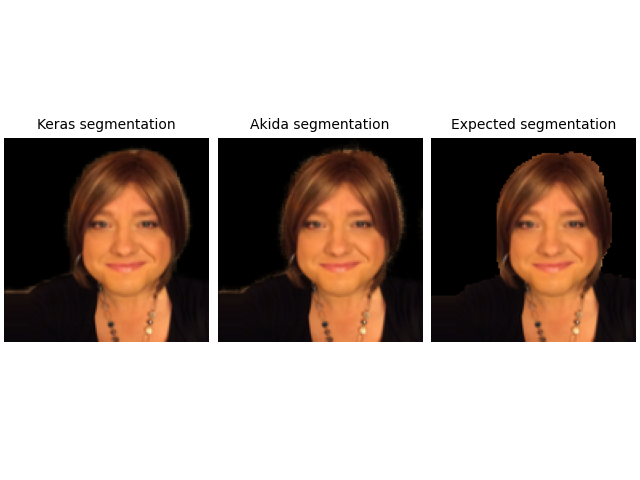 Keras segmentation
Akida segmentation
Expected segmentation